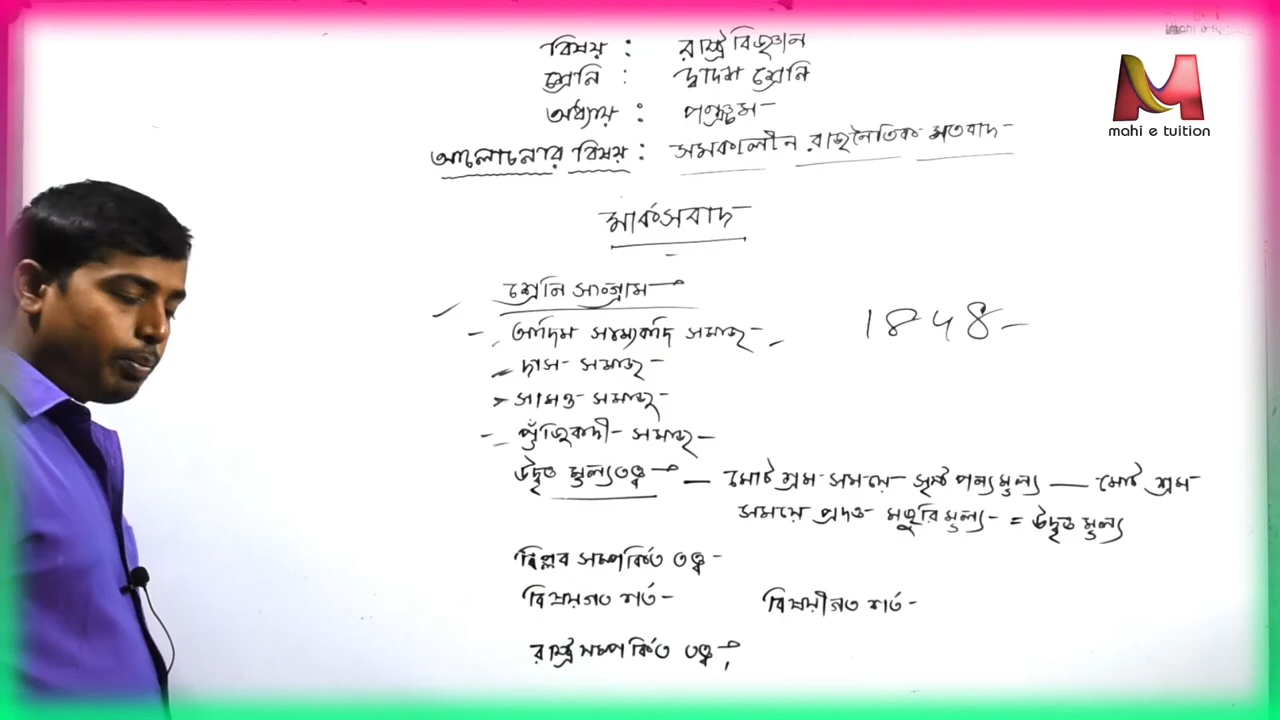 বিষয় : রাষ্ট্রবিজ্ঞান
শ্রেনি : দ্বাদশ শ্রেনি
অধ্যায় : পঞ্চম
আলোচনার বিষয় : সমকালীন রাজনৈতিক মতবাদ
mahi e tuition
মার্কসবাদ
শ্রেনি সংগ্রাম
1848
আদিম সাম্যবাদি সমাজ
দাস সমাজ
সামন্ত সমাজ
পুঁজিবাদী সমাজ
উদ্বৃত্ত মূল্যতত্ত্ব — মোট শ্রম সময়ে সৃষ্ট পন্যমূল্য — মোট শ্রম
সময়ে প্রদত্ত মজুরি মূল্য = উদ্বৃত্ত মূল্য
বিপ্লব সম্পর্কিত তত্ত্ব
বিষয়গত শর্ত বিষয়ীগত শর্ত
রাষ্ট্র সম্পর্কিত তত্ত্ব